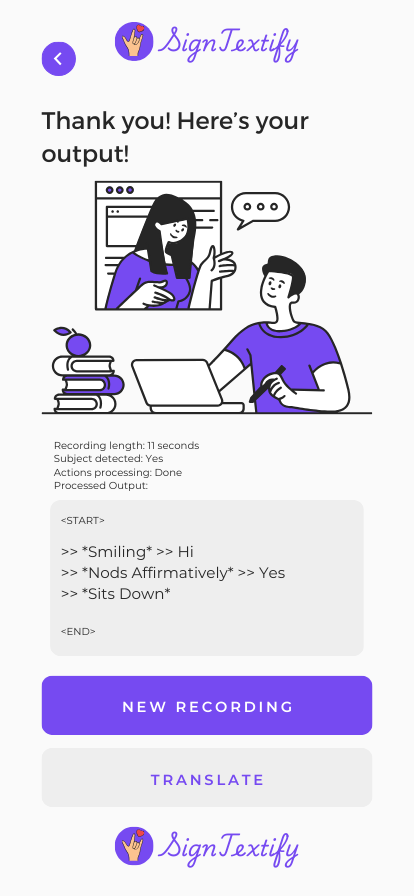 SignTextify
Thank you! Here's your
output!
Recording length: 11 seconds
Subject detected: Yes
Actions processing: Done
Processed Output:
<START>
>> *Smiling* >> Hi
>> *Nods Affirmatively* >> Yes
>> *Sits Down*
<END>
NEW RECORDING
TRANSLATE
SignTextify